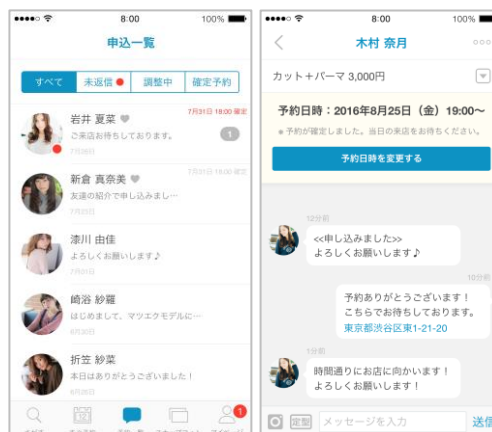 8:00
100%
申込一覧
すべて
未返信
調整中
確定予約
岩井 夏菜
7月31日 18:00 確定
ご来店お待ちしております。
1
新倉 真奈美
7月31日 18:00 確定
友達の紹介で申し込みまし…
漆川 由佳
よろしくお願いします♪
崎谷 紗羅
はじめまして、マツエクモデルに…
折笠 紗菜
本日はありがとうございました！
1
8:00
100%
木村 奈月
カット＋パーマ 3,000円
予約日時：2016年8月25日（金）19:00〜
※ 予約が確定しました。当日の来店をお待ちください。
予約日時を変更する
12分前
<<申し込みました>>
よろしくお願いします♪
10分前
予約ありがとうございます！
こちらでお待ちしております。
東京都渋谷区東1-21-20
1分前
時間通りにお店に向かいます！
よろしくお願いします！
定型
メッセージを入力
送信